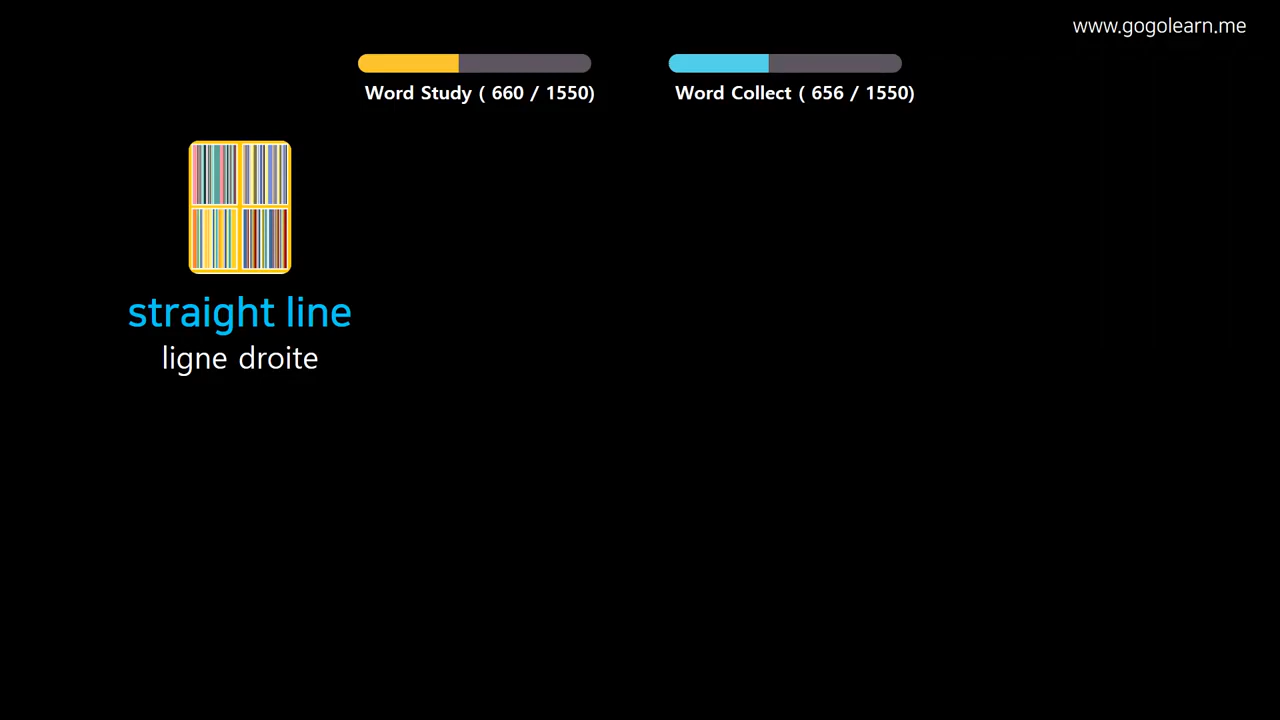 www.gogolearn.me
Word Study ( 660 / 1550)
Word Collect ( 656 / 1550)
straight line
ligne droite